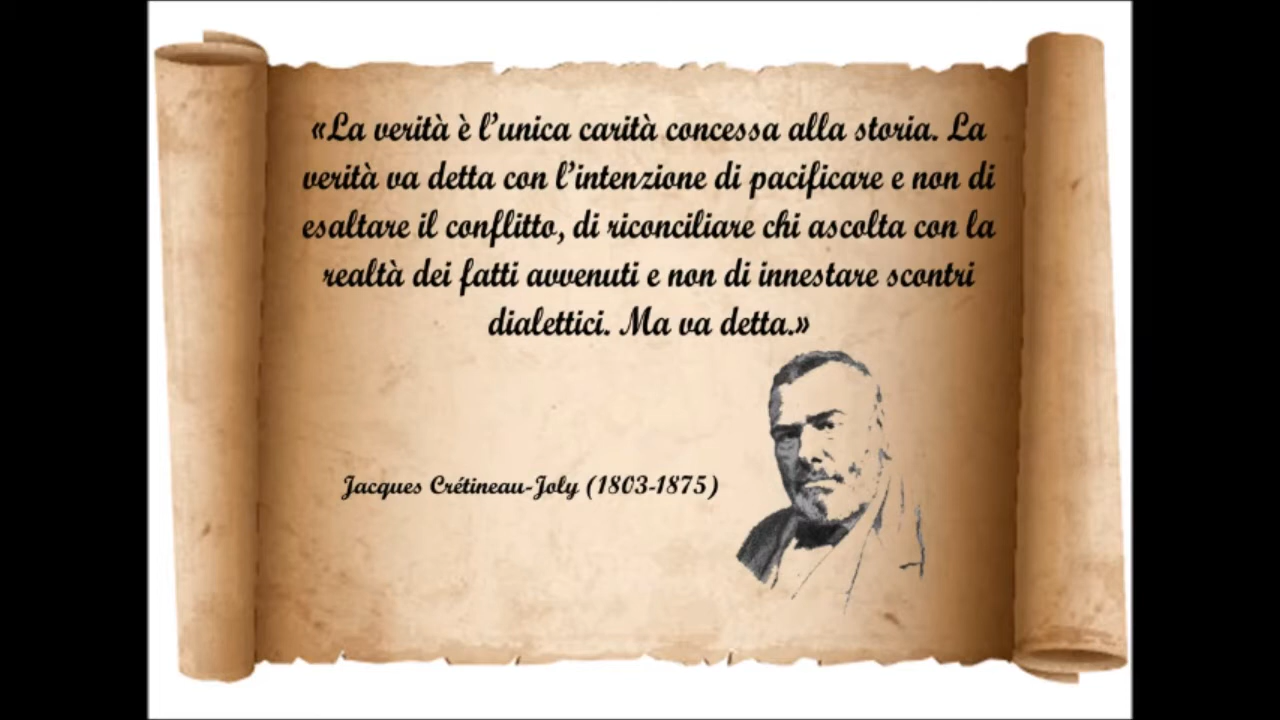 «La verità è l’unica carità concessa alla storia. La
verità va detta con l’intenzione di pacificare e non di
esaltare il conflitto, di riconciliare chi ascolta con la
realtà dei fatti avvenuti e non di innestare scontri
dialettici. Ma va detta.»
Jacques Crétineau-Joly (1803-1875)